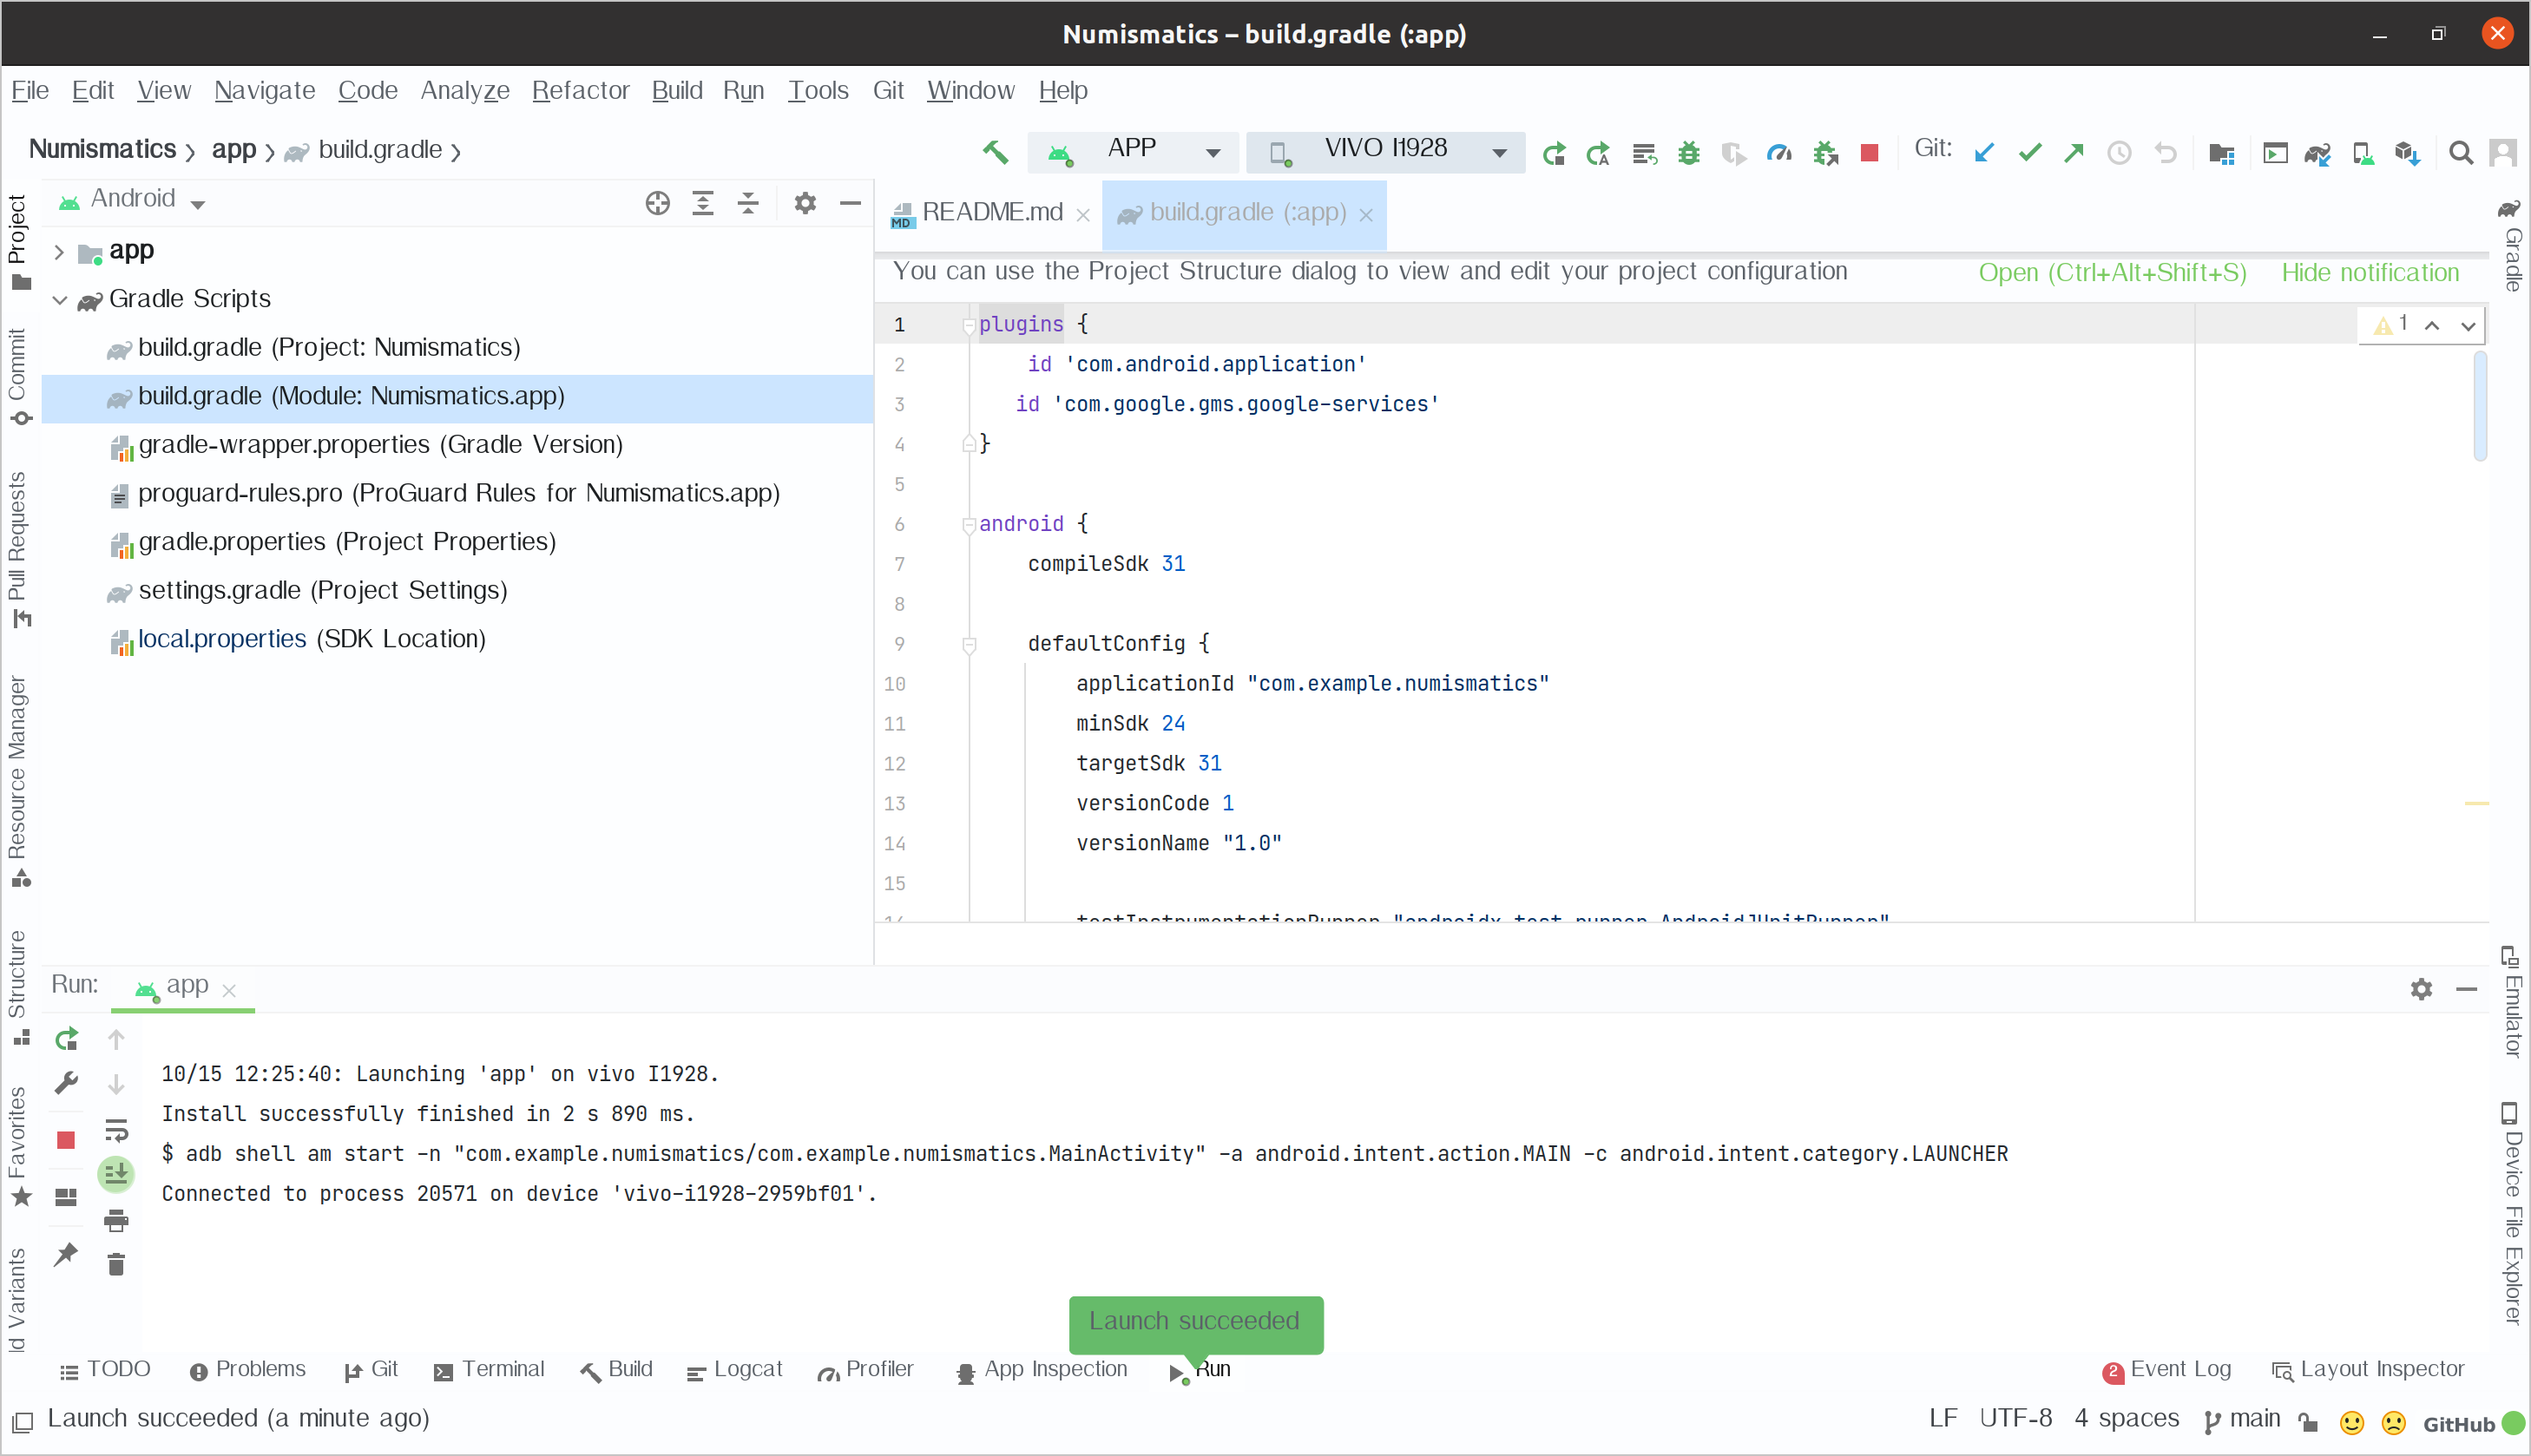 Numismatics – build.gradle (:app)
File Edit View Navigate Code Analyze Refactor Build Run Tools Git Window Help
Numismatics app build.gradle
APP
VIVO I1928
Git:
Android
README.md
build.gradle (:app)
app
Gradle Scripts
build.gradle (Project: Numismatics)
build.gradle (Module: Numismatics.app)
gradle-wrapper.properties (Gradle Version)
proguard-rules.pro (ProGuard Rules for Numismatics.app)
gradle.properties (Project Properties)
settings.gradle (Project Settings)
local.properties (SDK Location)
You can use the Project Structure dialog to view and edit your project configuration
Open (Ctrl+Alt+Shift+S) Hide notification
1
1 plugins {
2 id 'com.android.application'
3 id 'com.google.gms.google-services'
4 }
5
6 android {
7 compileSdk 31
8
9 defaultConfig {
10 applicationId "com.example.numismatics"
11 minSdk 24
12 targetSdk 31
13 versionCode 1
14 versionName "1.0"
15
testInstrumentationRunner "androidx.test.runner.AndroidJUnitRunner"
Project
Commit
Pull Requests
Resource Manager
Structure
Favorites
ld Variants
Gradle
Emulator
Device File Explorer
Run: app
10/15 12:25:40: Launching 'app' on vivo I1928.
Install successfully finished in 2 s 890 ms.
$ adb shell am start -n "com.example.numismatics/com.example.numismatics.MainActivity" -a android.intent.action.MAIN -c android.intent.category.LAUNCHER
Connected to process 20571 on device 'vivo-i1928-2959bf01'.
Launch succeeded
TODO Problems Git Terminal Build Logcat Profiler App Inspection Run
2 Event Log Layout Inspector
Launch succeeded (a minute ago)
LF UTF-8 4 spaces main GitHub
MD
A